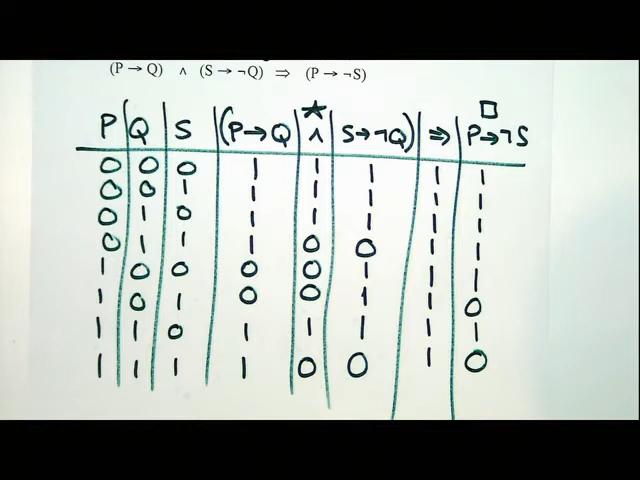 (P → Q) ∧ (S → ¬Q) ⇒ (P → ¬S)
★ □
P Q S (P→Q ∧ S→¬Q) ⇒ P→¬S
0 0 0 1 1 1 1 1
0 0 1 1 1 1 1 1
0 1 0 1 1 1 1 1
0 1 1 1 0 0 1 1
1 0 0 0 0 1 1 1
1 0 1 0 0 1 1 0
1 1 0 1 1 1 1 1
1 1 1 1 0 0 1 0